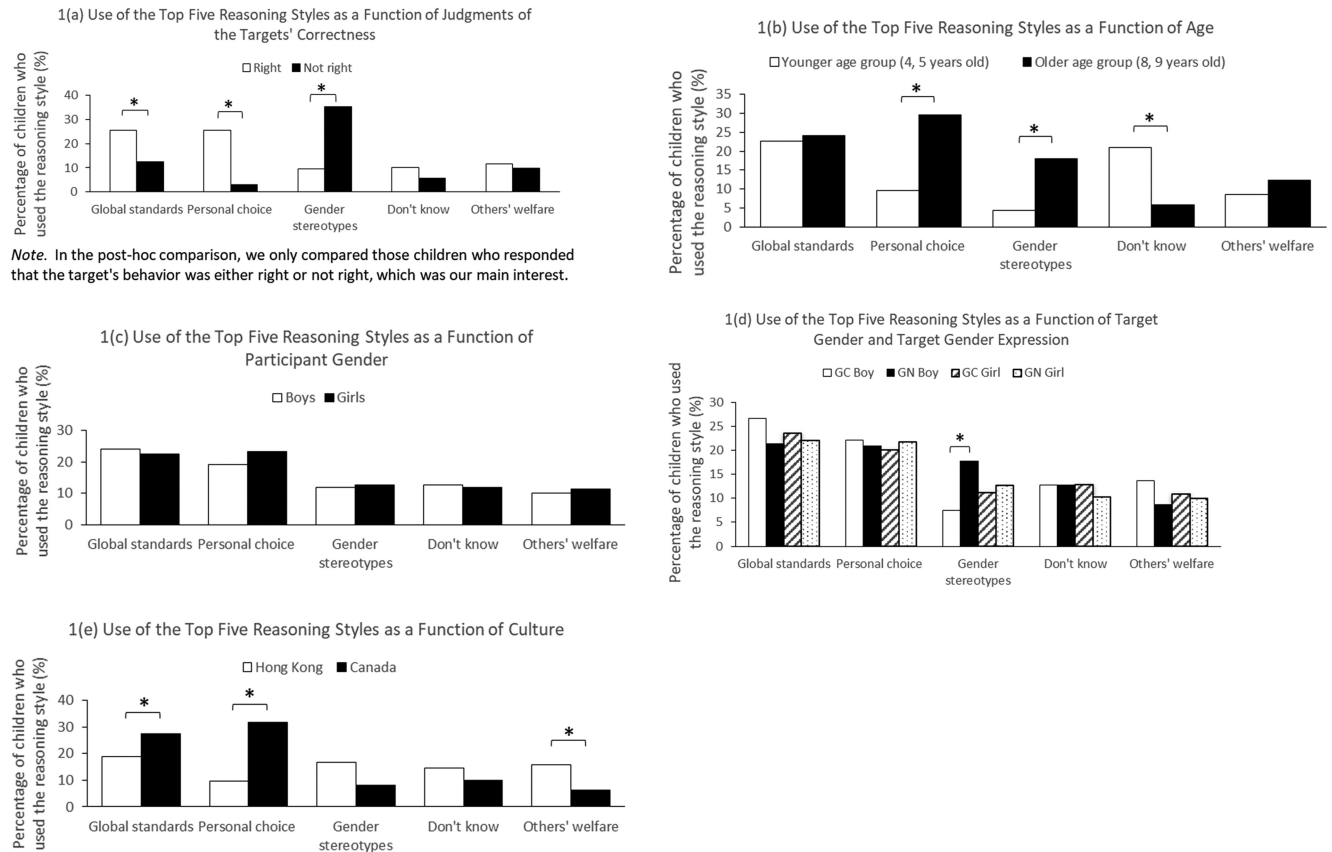 1(a) Use of the Top Five Reasoning Styles as a Function of Judgments of
the Targets' Correctness
Right Not right
Percentage of children who
used the reasoning style (%)
40
30
20
10
0
* * *
Global standards Personal choice Gender Don't know Others' welfare
stereotypes
Note. In the post-hoc comparison, we only compared those children who responded
that the target's behavior was either right or not right, which was our main interest.
1(b) Use of the Top Five Reasoning Styles as a Function of Age
Younger age group (4, 5 years old) Older age group (8, 9 years old)
Percentage of children who
used the reasoning style (%)
35
30
25
20
15
10
5
0
* * *
Global standards Personal choice Gender Don't know Others' welfare
stereotypes
1(c) Use of the Top Five Reasoning Styles as a Function of
Participant Gender
Boys Girls
Percentage of children who
used the reasoning style (%)
30
20
10
0
Global standards Personal choice Gender Don't know Others' welfare
stereotypes
1(d) Use of the Top Five Reasoning Styles as a Function of Target
Gender and Target Gender Expression
GC Boy GN Boy GC Girl GN Girl
Percentage of children who used
the reasoning style (%)
30
25
20
15
10
5
0
*
Global standards Personal choice Gender Don't know Others' welfare
stereotypes
1(e) Use of the Top Five Reasoning Styles as a Function of Culture
Hong Kong Canada
Percentage of children who
used the reasoning style (%)
40
30
20
10
0
* * *
Global standards Personal choice Gender Don't know Others' welfare
stereotypes